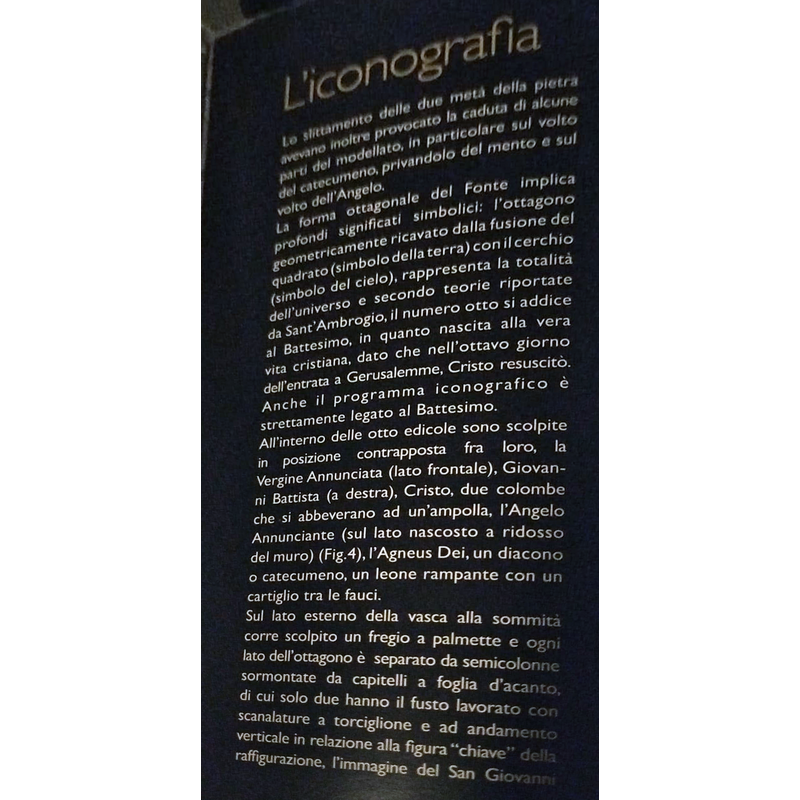 L'iconografia
Lo slittamento delle due metà della pietra
avevano inoltre provocato la caduta di alcune
parti del modellato, in particolare sul volto
del catecumeno, privandolo del mento e sul
volto dell'Angelo.
La forma ottagonale del Fonte implica
profondi significati simbolici: l'ottagono
geometricamente ricavato dalla fusione del
quadrato (simbolo della terra) con il cerchio
(simbolo del cielo), rappresenta la totalità
dell'universo e secondo teorie riportate
da Sant'Ambrogio, il numero otto si addice
al Battesimo, in quanto nascita alla vera
vita cristiana, dato che nell'ottavo giorno
dell'entrata a Gerusalemme, Cristo resuscitò.
Anche il programma iconografico è
strettamente legato al Battesimo.
All'interno delle otto edicole sono scolpite
in posizione contrapposta fra loro, la
Vergine Annunciata (lato frontale), Giovan-
ni Battista (a destra), Cristo, due colombe
che si abbeverano ad un'ampolla, l'Angelo
Annunciante (sul lato nascosto a ridosso
del muro) (Fig.4), l'Agneus Dei, un diacono
o catecumeno, un leone rampante con un
cartiglio tra le fauci.
Sul lato esterno della vasca alla sommità
corre scolpito un fregio a palmette e ogni
lato dell'ottagono è separato da semicolonne
sormontate da capitelli a foglia d'acanto,
di cui solo due hanno il fusto lavorato con
scanalature a torciglione e ad andamento
verticale in relazione alla figura "chiave" della
raffigurazione, l'immagine del San Giovanni